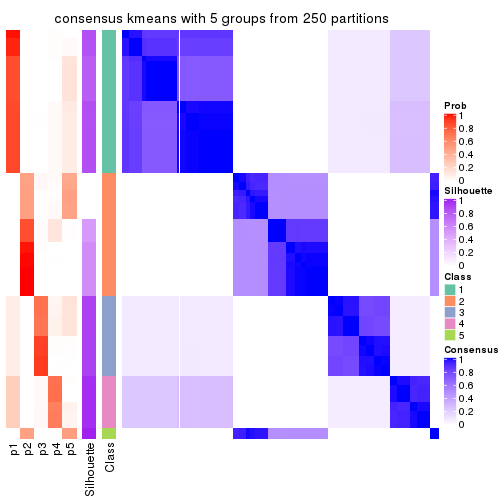 consensus kmeans with 5 groups from 250 partitions
Prob
1
0.8
0.6
0.4
0.2
0
Silhouette
1
0.8
0.6
0.4
0.2
0
Class
1
2
3
4
5
Consensus
1
0.8
0.6
0.4
0.2
0
p1
p2
p3
p4
p5
Silhouette
Class